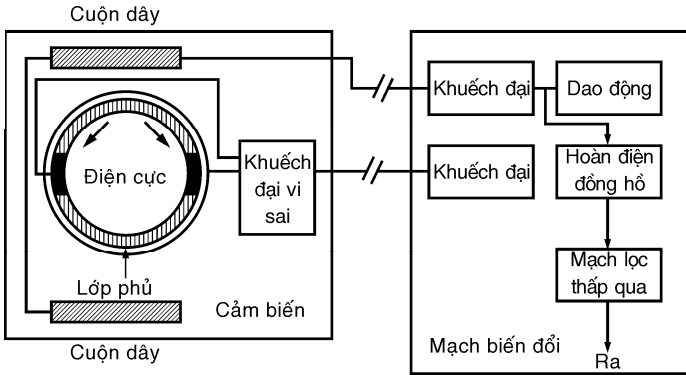 Cuộn dây
Khuếch đại
Dao động
Điện cực
Khuếch
đại vi
sai
Khuếch đại
Hoàn điện
đồng hồ
Lớp phủ
Mạch lọc
thấp qua
Cảm biến
Mạch biến đổi
Cuộn dây
Ra